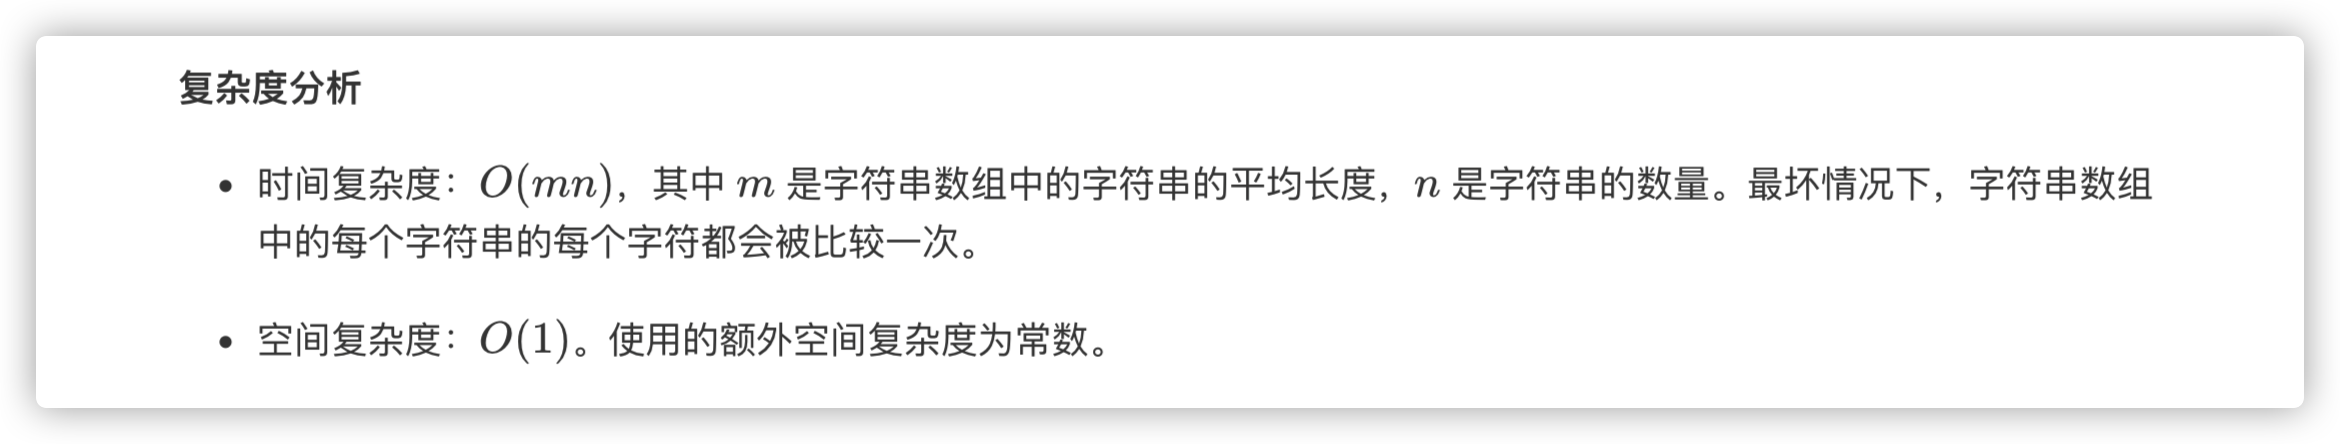 复杂度分析
• 时间复杂度：O(mn)，其中 m 是字符串数组中的字符串的平均长度，n 是字符串的数量。最坏情况下，字符串数组
中的每个字符串的每个字符都会被比较一次。
• 空间复杂度：O(1)。使用的额外空间复杂度为常数。